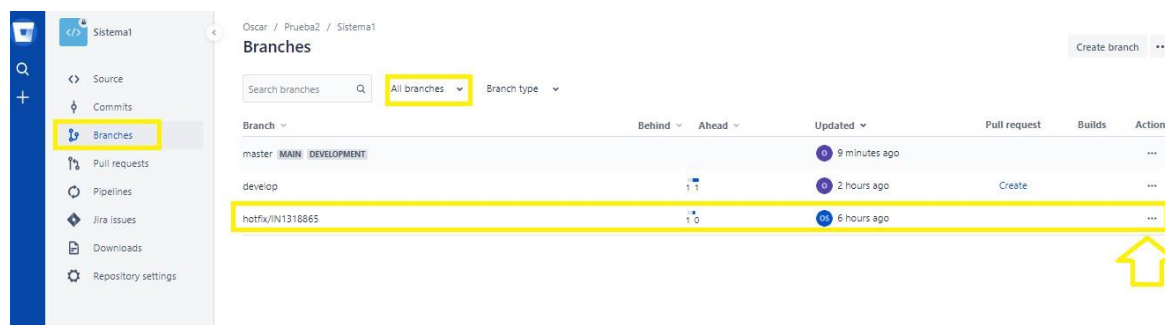 Oscar / Prueba2 / Sistema1
Sistema1
Branches
Create branch
Source
Commits
Branches
Pull requests
Pipelines
Jira issues
Downloads
Repository settings
Search branches All branches Branch type
Branch Behind Ahead Updated Pull request Builds Action
master MAIN DEVELOPMENT 9 minutes ago
develop 1 1 2 hours ago Create
hotfix/IN1318865 1 0 OS 6 hours ago